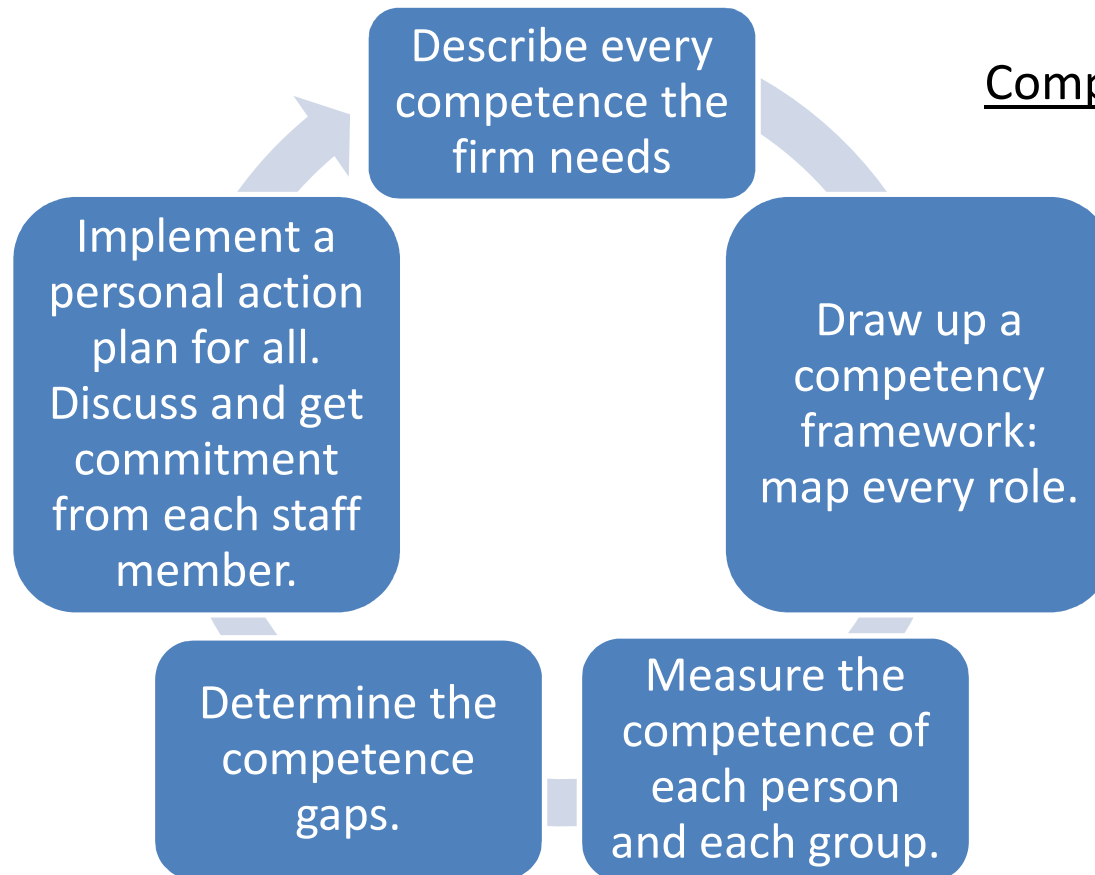 Describe every
competence the
firm needs
Comp
Draw up a
competency
framework:
map every role.
Measure the
competence of
each person
and each group.
Determine the
competence
gaps.
Implement a
personal action
plan for all.
Discuss and get
commitment
from each staff
member.